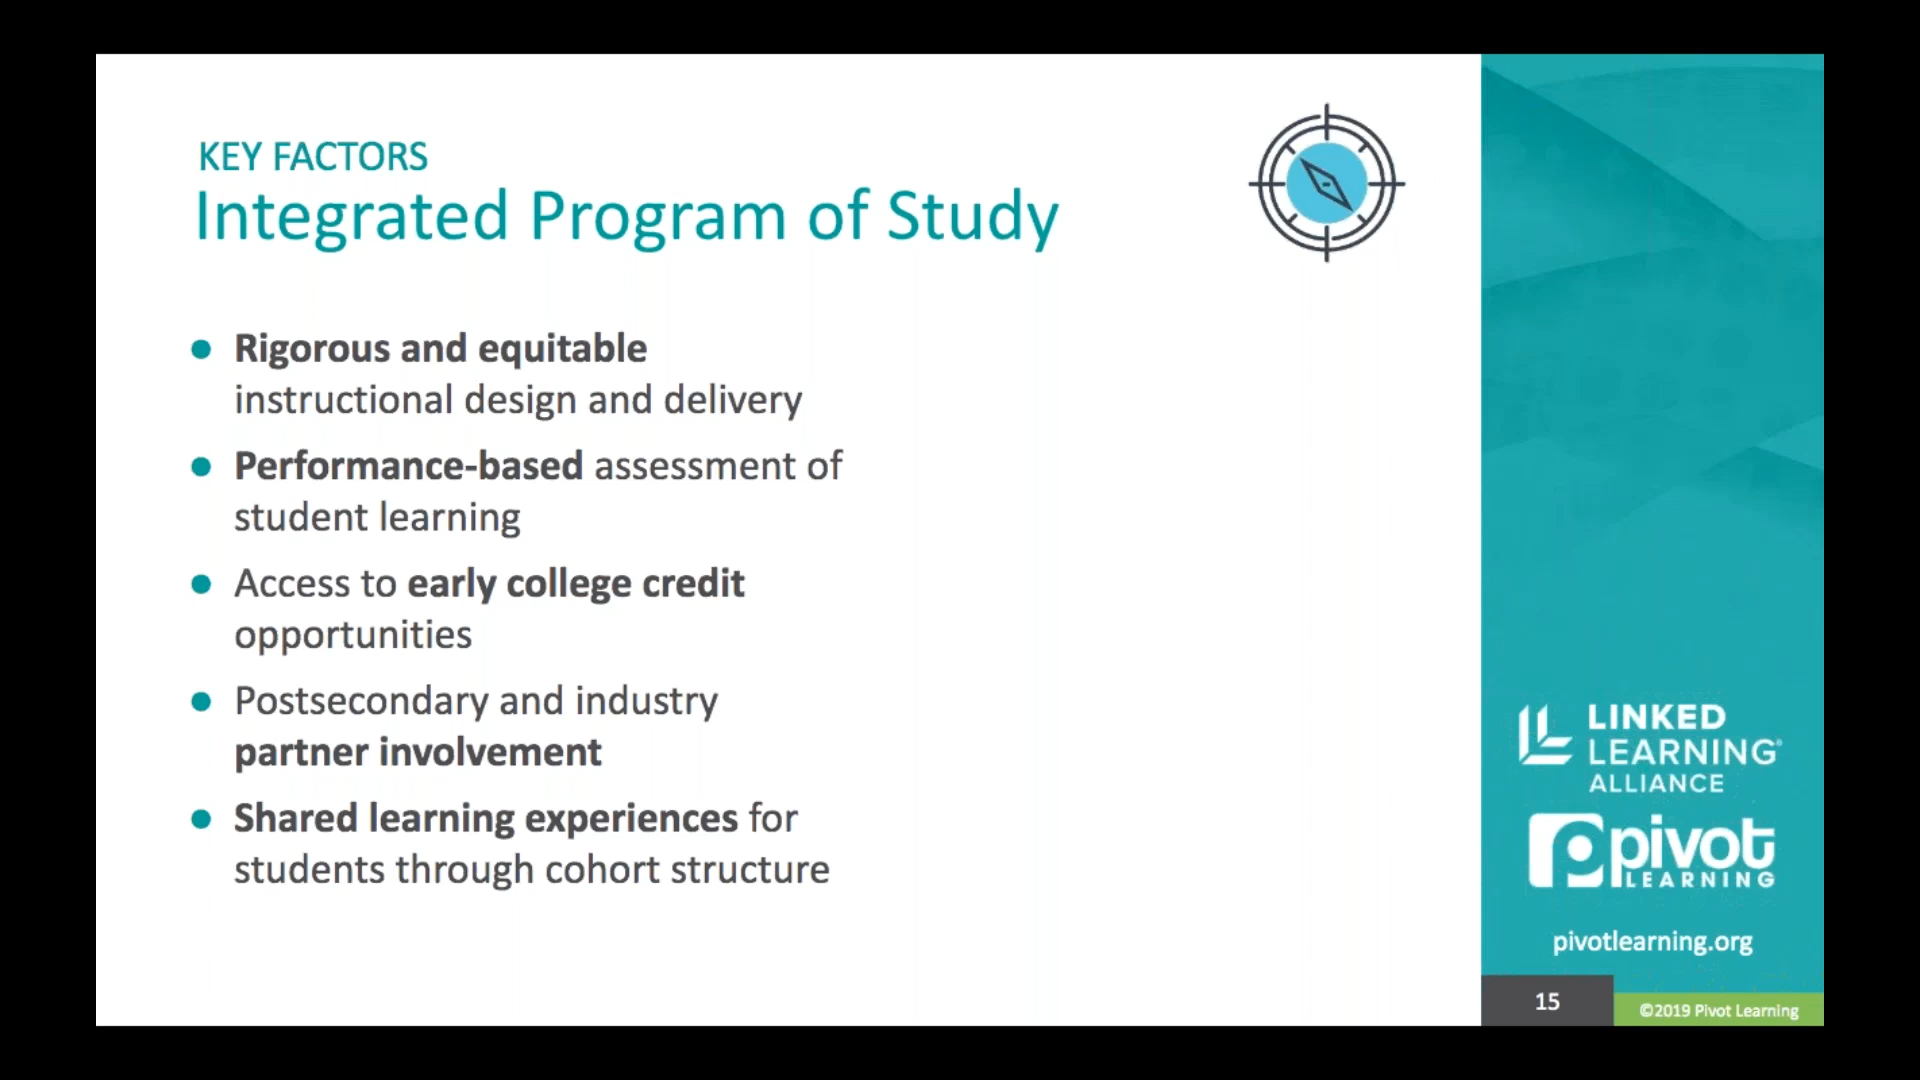 KEY FACTORS
Integrated Program of Study
● Rigorous and equitable
instructional design and delivery
● Performance-based assessment of
student learning
● Access to early college credit
opportunities
● Postsecondary and industry
partner involvement
● Shared learning experiences for
students through cohort structure
LINKED
LEARNING®
ALLIANCE
pivot
LEARNING
pivotlearning.org
15
©2019 Pivot Learning